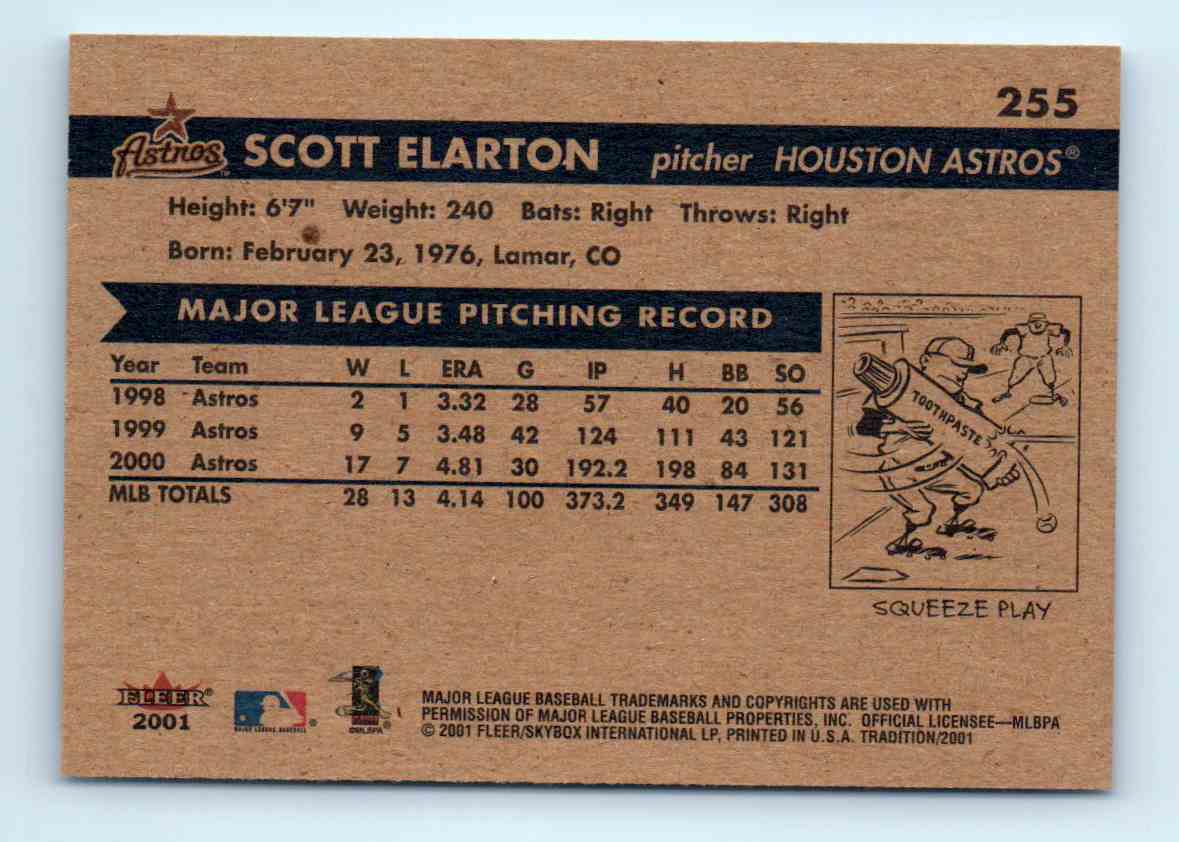 255
Astros SCOTT ELARTON pitcher HOUSTON ASTROS®
Height: 6'7" Weight: 240 Bats: Right Throws: Right
Born: February 23, 1976, Lamar, CO
MAJOR LEAGUE PITCHING RECORD
Year Team W L ERA G IP H BB SO
1998 Astros 2 1 3.32 28 57 40 20 56
1999 Astros 9 5 3.48 42 124 111 43 121
2000 Astros 17 7 4.81 30 192.2 198 84 131
MLB TOTALS 28 13 4.14 100 373.2 349 147 308
TOOTHPASTE
SQUEEZE PLAY
FLEER®
2001
MAJOR LEAGUE BASEBALL
®
©MLBPA
MAJOR LEAGUE BASEBALL TRADEMARKS AND COPYRIGHTS ARE USED WITH
PERMISSION OF MAJOR LEAGUE BASEBALL PROPERTIES, INC. OFFICIAL LICENSEE—MLBPA
© 2001 FLEER/SKYBOX INTERNATIONAL LP, PRINTED IN U.S.A. TRADITION/2001